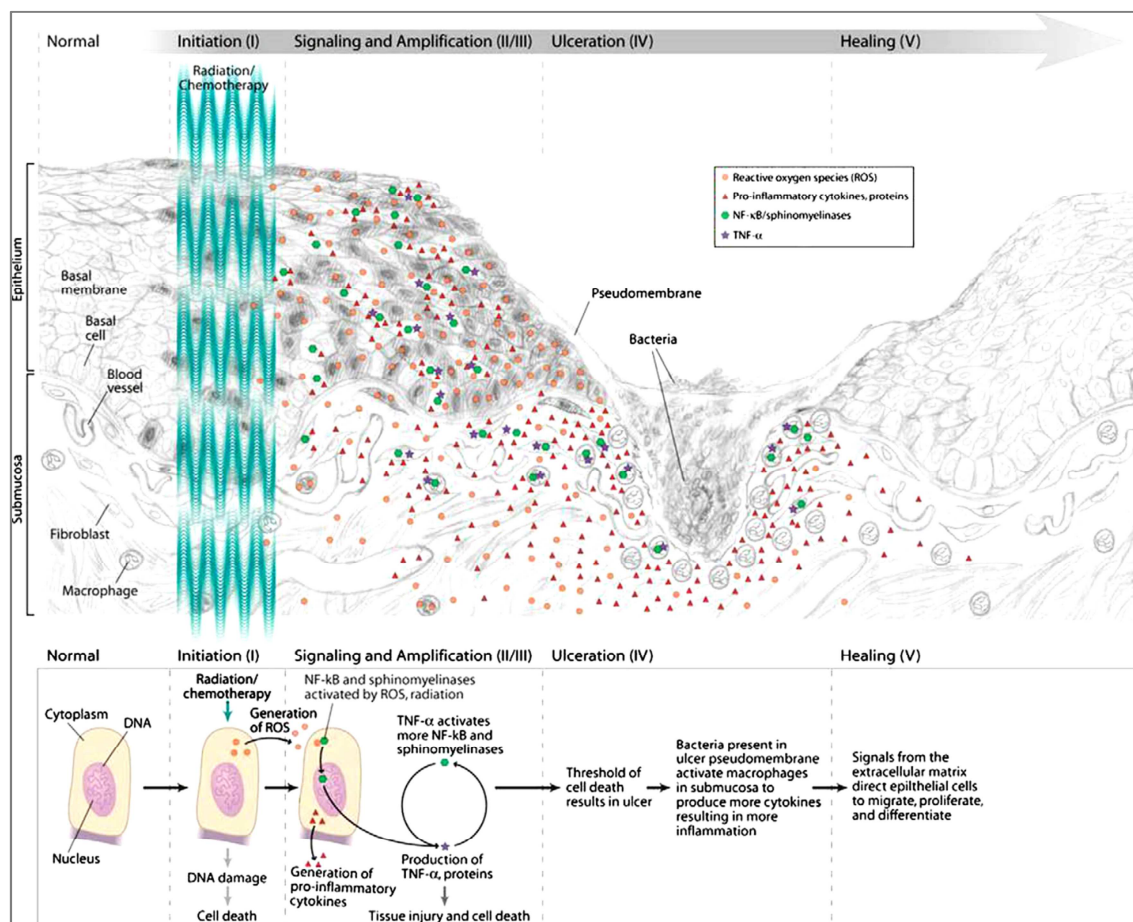 Normal
Initiation (I)
Signaling and Amplification (II/III)
Ulceration (IV)
Healing (V)
Radiation/
Chemotherapy
Reactive oxygen species (ROS)
Pro-inflammatory cytokines, proteins
NF-κB/sphinomyelinases
TNF-α
Epithelium
Submucosa
Basal
membrane
Basal
cell
Blood
vessel
Fibroblast
Macrophage
Pseudomembrane
Bacteria
Normal
Initiation (I)
Signaling and Amplification (II/III)
Ulceration (IV)
Healing (V)
Cytoplasm
DNA
Nucleus
Radiation/
chemotherapy
Generation
of ROS
DNA damage
Cell death
NF-kB and sphinomyelinases
activated by ROS, radiation
Generation of
pro-inflammatory
cytokines
TNF-α activates
more NF-kB and
sphinomyelinases
Production of
TNF-α, proteins
Tissue injury and cell death
Threshold of
cell death
results in ulcer
Bacteria present in
ulcer pseudomembrane
activate macrophages
in submucosa to
produce more cytokines
resulting in more
inflammation
Signals from the
extracellular matrix
direct epilthelial cells
to migrate, proliferate,
and differentiate